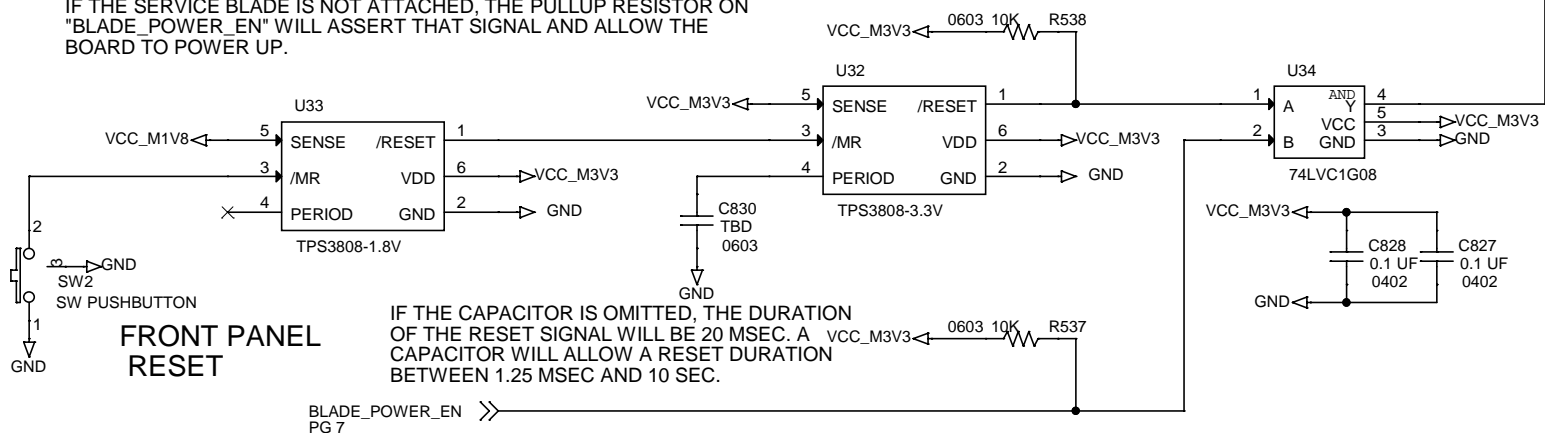 IF THE SERVICE BLADE IS NOT ATTACHED, THE PULLUP RESISTOR ON
"BLADE_POWER_EN" WILL ASSERT THAT SIGNAL AND ALLOW THE
BOARD TO POWER UP.
VCC_M3V3 0603 10K R538
U32
U34
VCC_M3V3 5 SENSE /RESET 1
1 A AND Y 4
U33
VCC 5 VCC_M3V3
VCC_M1V8 5 SENSE /RESET 1
3 /MR VDD 6 VCC_M3V3
2 B GND 3 GND
3 /MR VDD 6 VCC_M3V3
4 PERIOD GND 2 GND
74LVC1G08
4 PERIOD GND 2 GND
TPS3808-1.8V
C830
TBD
0603
GND
TPS3808-3.3V
VCC_M3V3
C828
0.1 UF
0402
C827
0.1 UF
0402
GND
2
3 GND
SW2
SW PUSHBUTTON
1
GND
FRONT PANEL
RESET
IF THE CAPACITOR IS OMITTED, THE DURATION
OF THE RESET SIGNAL WILL BE 20 MSEC. A
CAPACITOR WILL ALLOW A RESET DURATION
BETWEEN 1.25 MSEC AND 10 SEC.
VCC_M3V3 0603 10K R537
BLADE_POWER_EN
PG 7